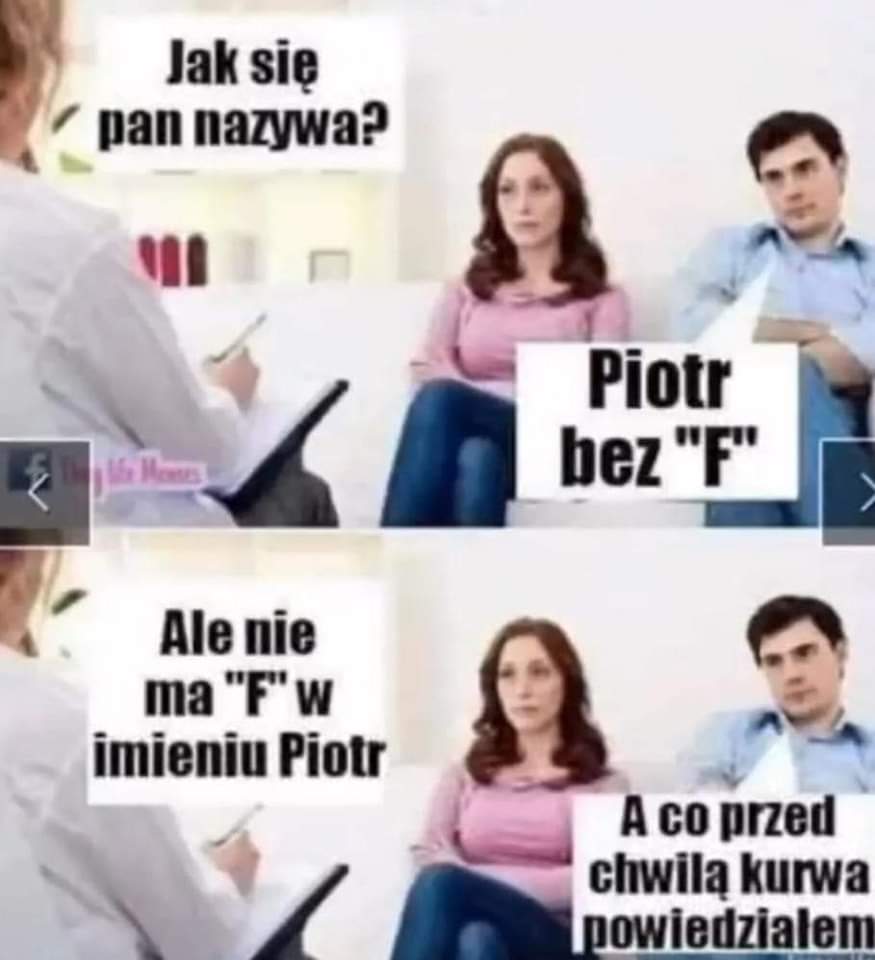 Jak się
pan nazywa?
Piotr
bez "F"
Ale nie
ma "F" w
imieniu Piotr
A co przed
chwilą kurwa
powiedziałem